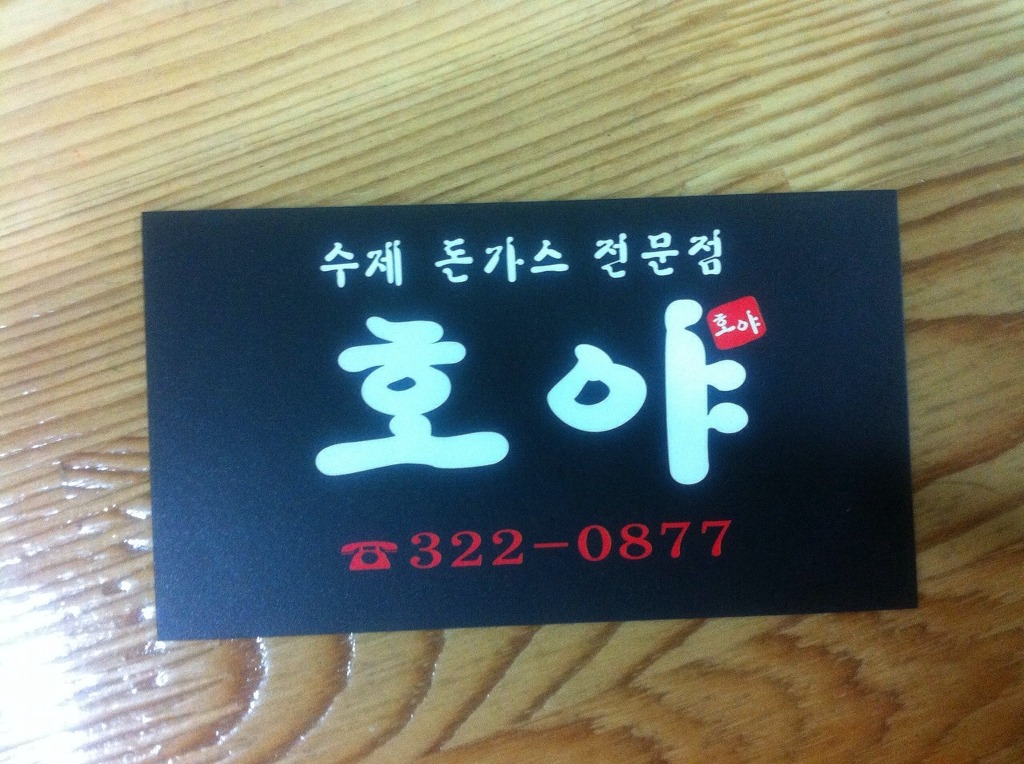 수제 돈가스 전문점
호야
호야
☎322-0877